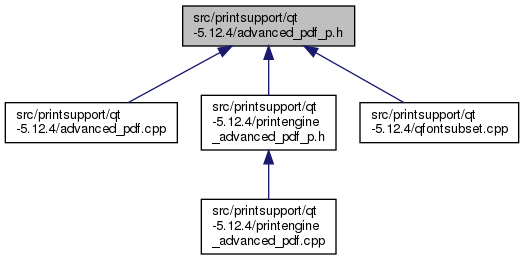 src/printsupport/qt
-5.12.4/advanced_pdf_p.h
src/printsupport/qt
-5.12.4/advanced_pdf.cpp
src/printsupport/qt
-5.12.4/printengine
_advanced_pdf_p.h
src/printsupport/qt
-5.12.4/qfontsubset.cpp
src/printsupport/qt
-5.12.4/printengine
_advanced_pdf.cpp